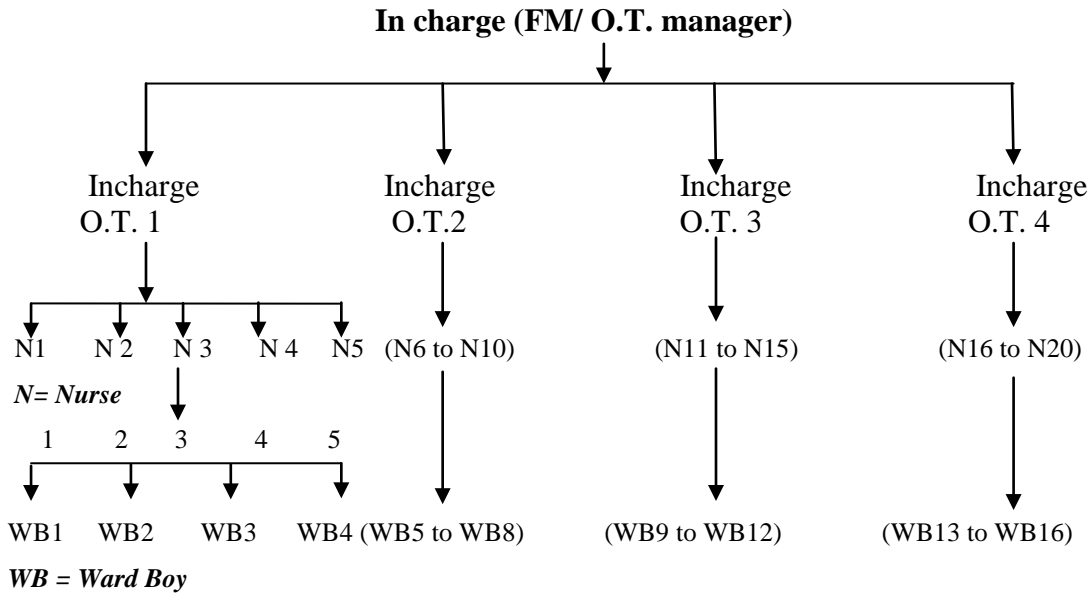 In charge (FM/ O.T. manager)
Incharge Incharge Incharge Incharge
O.T. 1 O.T.2 O.T. 3 O.T. 4
N1 N 2 N 3 N 4 N5 (N6 to N10) (N11 to N15) (N16 to N20)
N= Nurse
1 2 3 4 5
WB1 WB2 WB3 WB4 (WB5 to WB8) (WB9 to WB12) (WB13 to WB16)
WB = Ward Boy